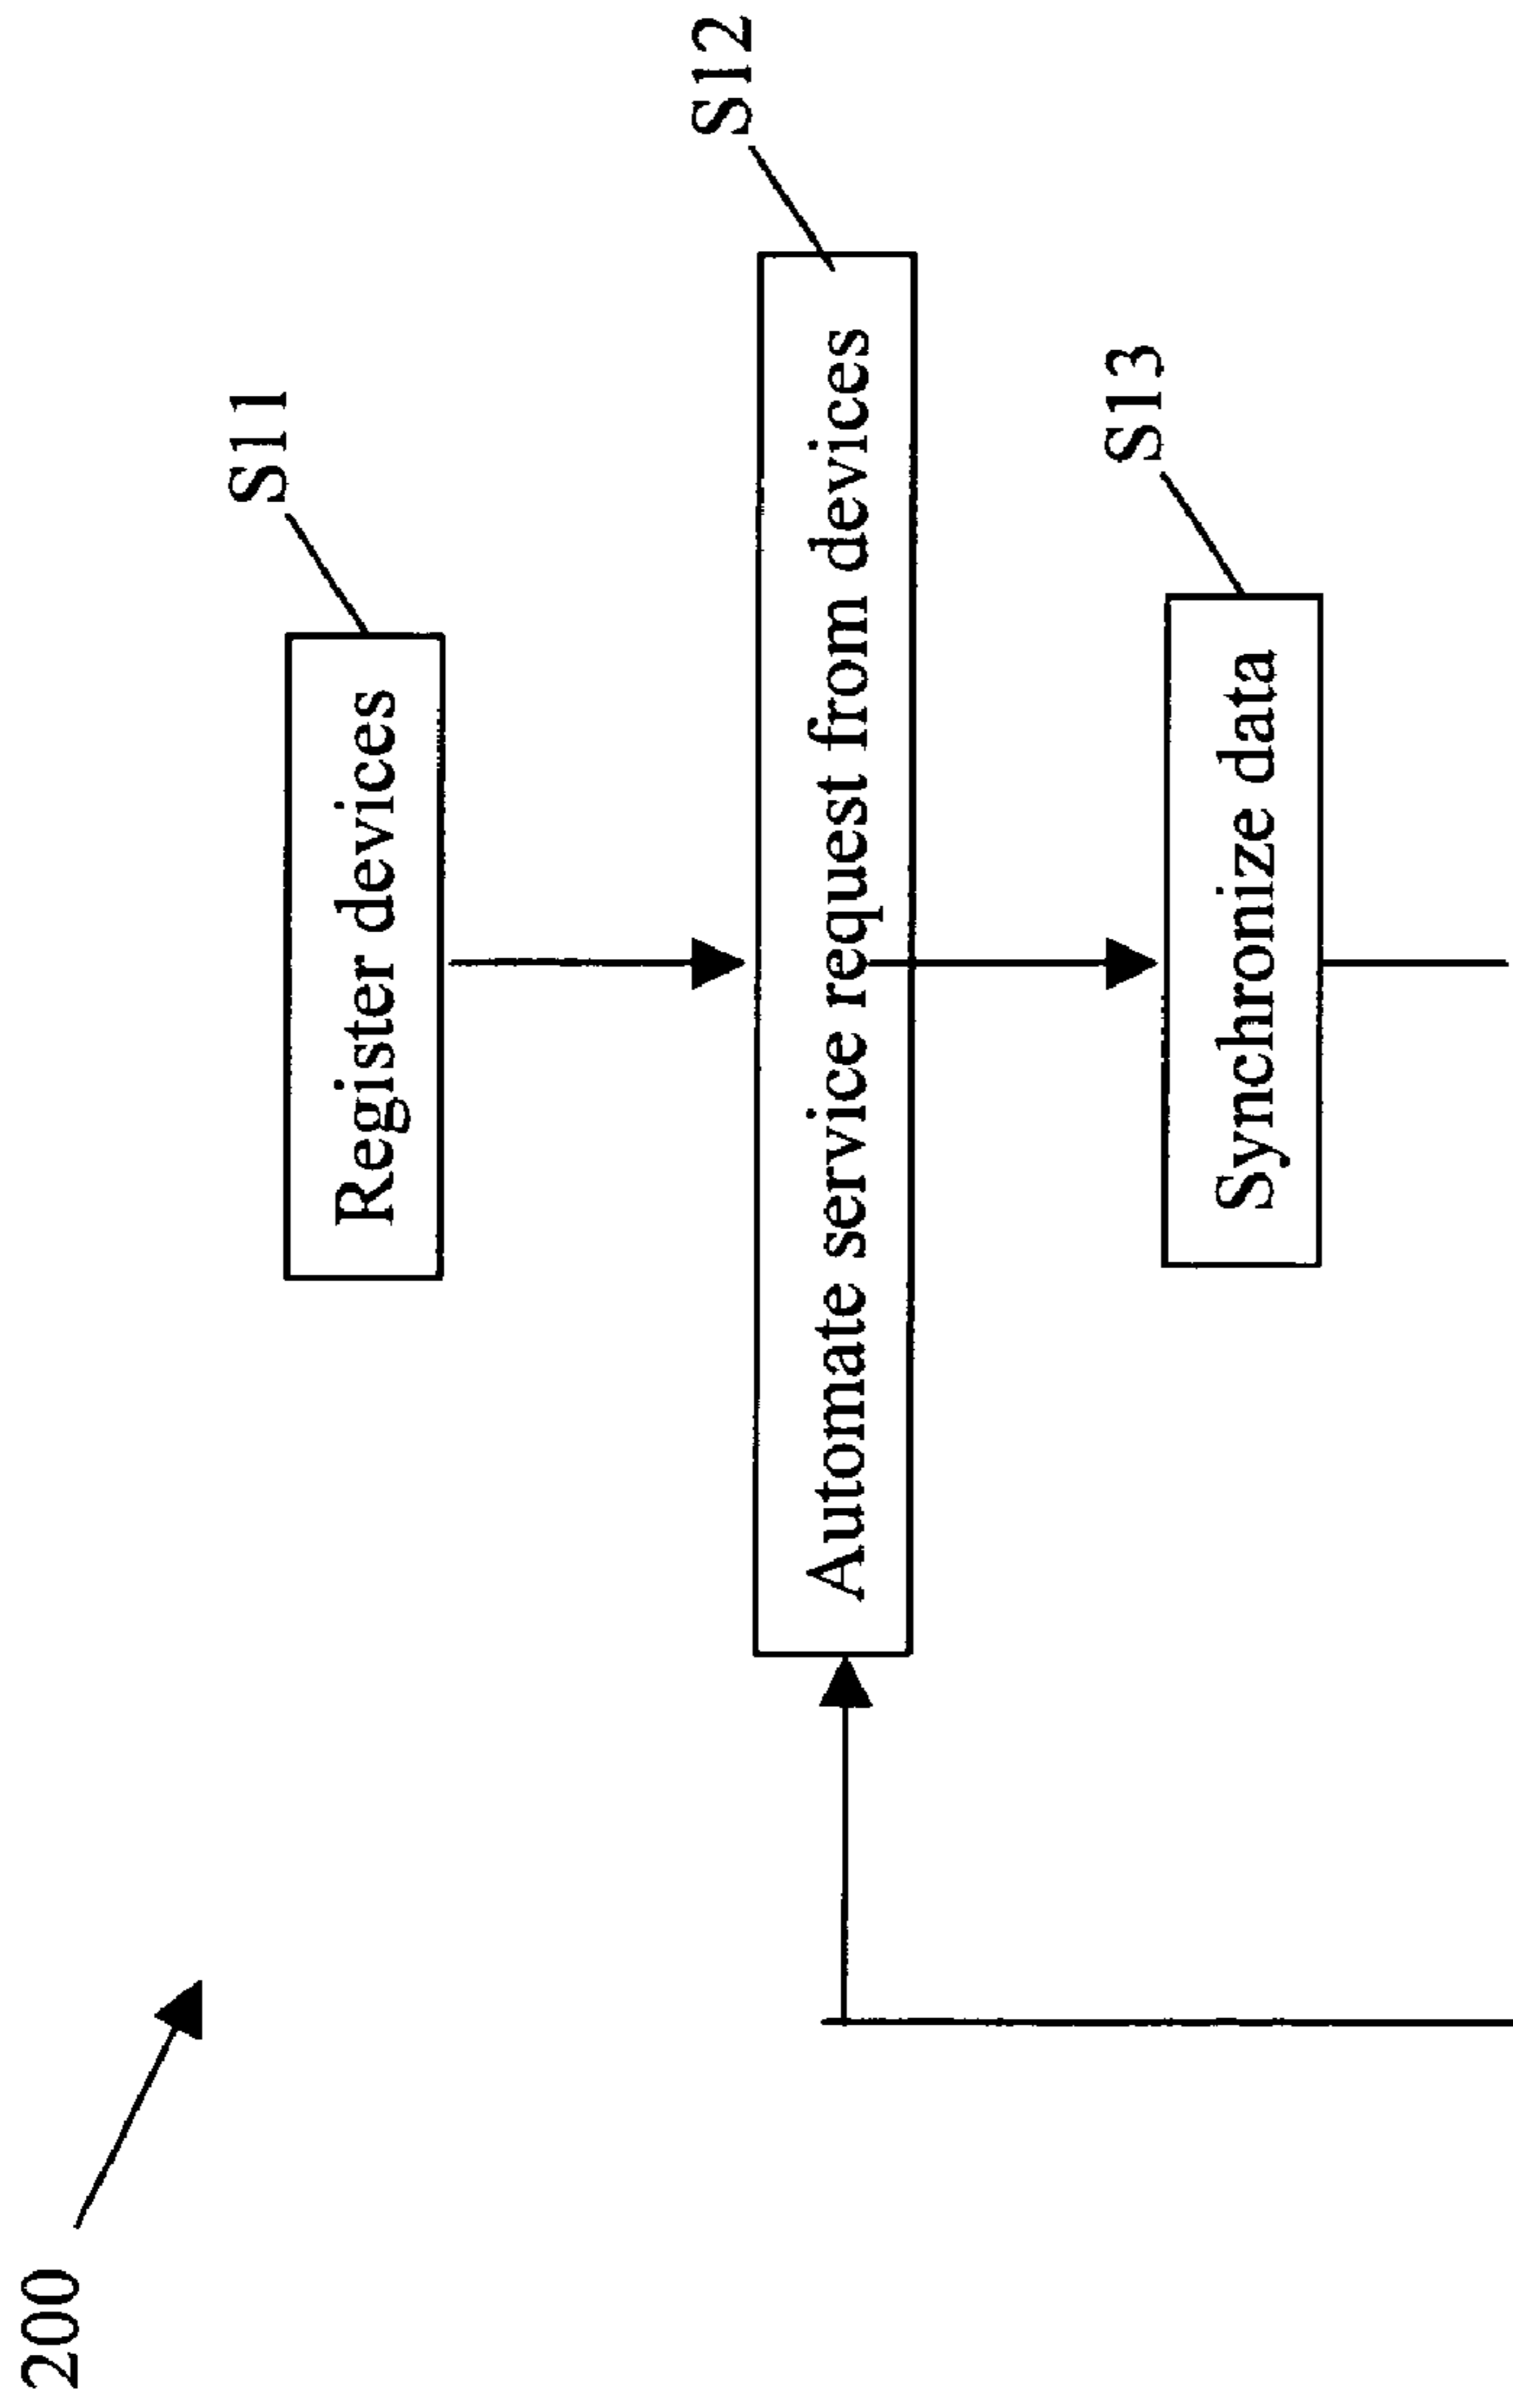 200
S11
Register devices
S12
Automate service request from devices
S13
Synchronize data